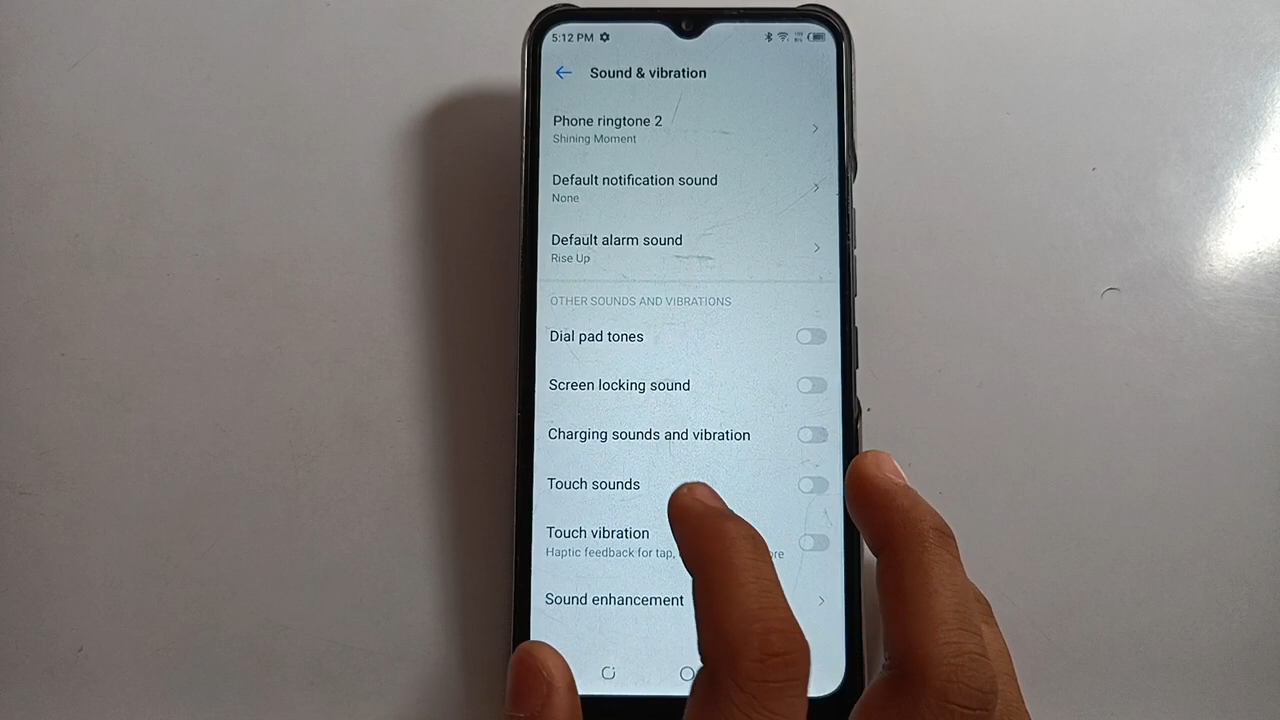 5:12 PM
Sound & vibration
Phone ringtone 2
Shining Moment
Default notification sound
None
Default alarm sound
Rise Up
OTHER SOUNDS AND VIBRATIONS
Dial pad tones
Screen locking sound
Charging sounds and vibration
Touch sounds
Touch vibration
Haptic feedback for tap,
Sound enhancement